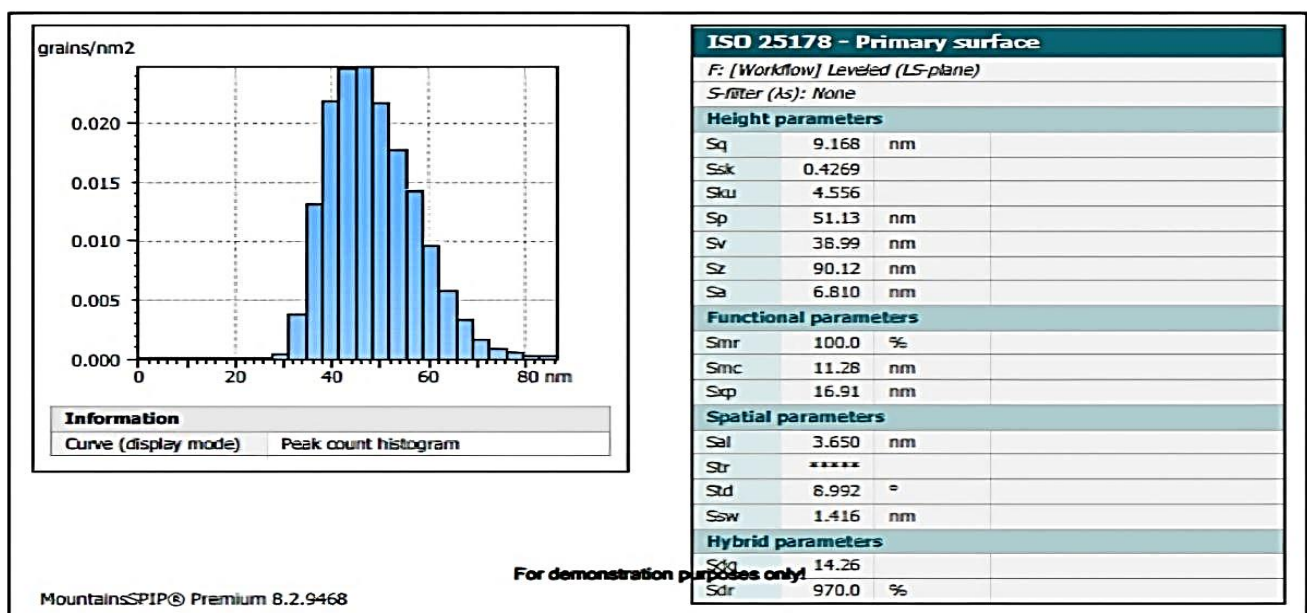 grains/nm2
0.020
0.015
0.010
0.005
0.000
0 20 40 60 80 nm
Information
Curve (display mode) Peak count histogram
ISO 25178 - Primary surface
F: [Workflow] Leveled (LS-plane)
S-filter (λs): None
Height parameters
Sq 9.168 nm
Ssk 0.4269
Sku 4.556
Sp 51.13 nm
Sv 38.99 nm
Sz 90.12 nm
Sa 6.810 nm
Functional parameters
Smr 100.0 %
Smc 11.28 nm
Sxp 16.91 nm
Spatial parameters
Sal 3.650 nm
Str *****
Std 8.992 °
Ssw 1.416 nm
Hybrid parameters
Sdq 14.26
Sdr 970.0 %
For demonstration purposes only!
MountainsSPIP® Premium 8.2.9468